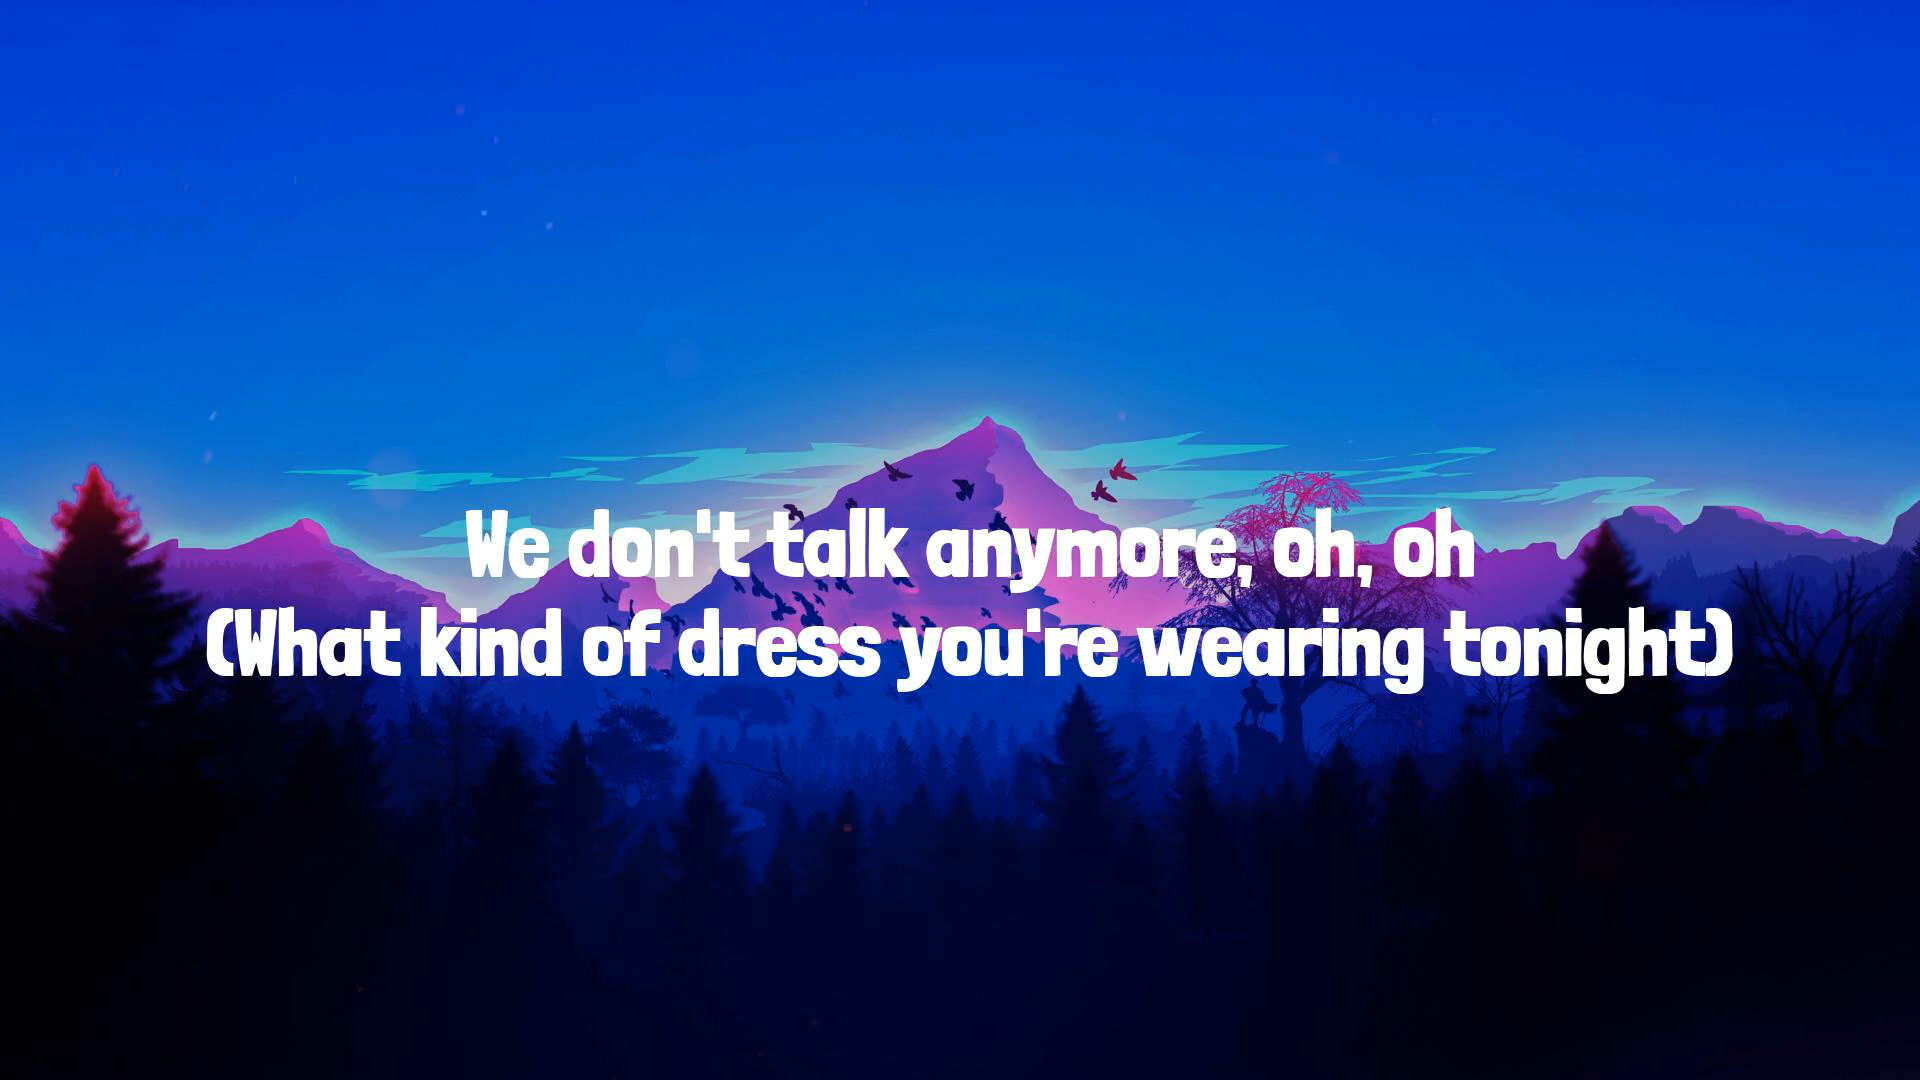 We don't talk anymore, oh, oh
(What kind of dress you're wearing tonight)